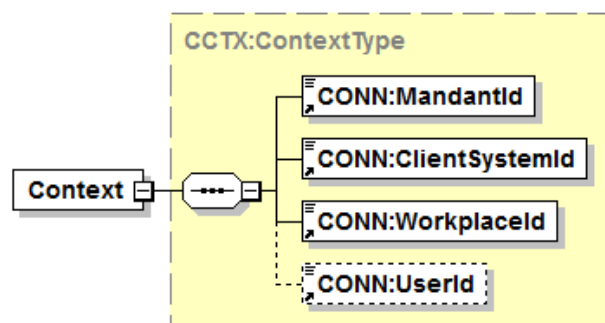 CCTX:ContextType
CONN:MandantId
CONN:ClientSystemId
Context
CONN:WorkplaceId
CONN:UserId